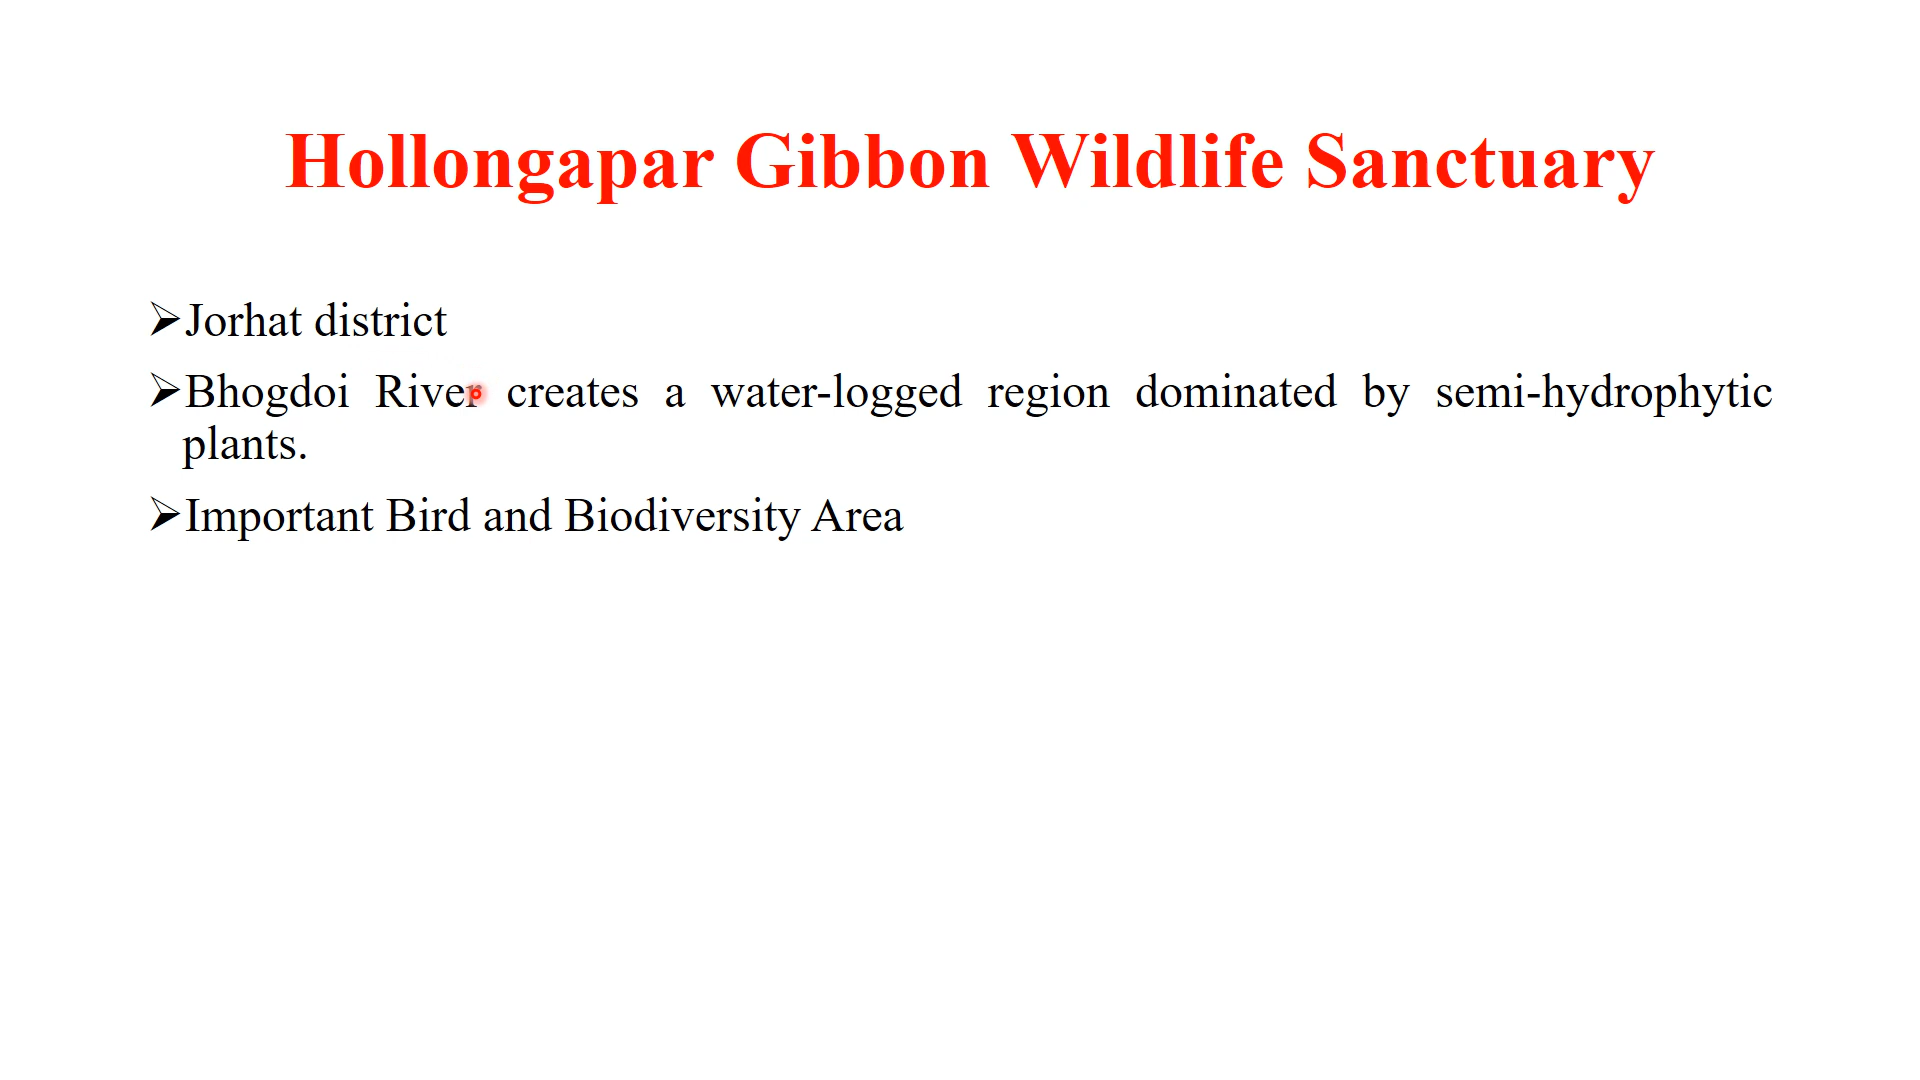 Hollongapar Gibbon Wildlife Sanctuary
➢Jorhat district
➢Bhogdoi River creates a water-logged region dominated by semi-hydrophytic
plants.
➢Important Bird and Biodiversity Area